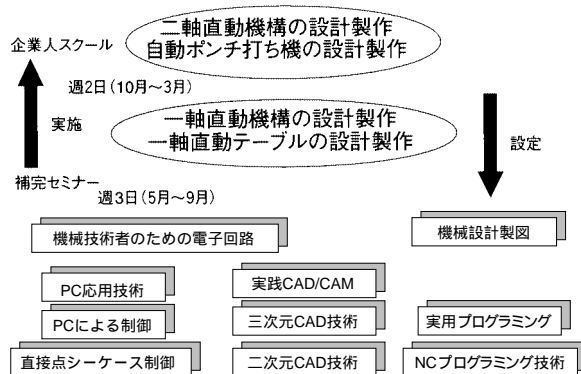 二軸直動機構の設計製作
自動ポンチ打ち機の設計製作
企業人スクール
週2日(10月~3月)
実施
一軸直動機構の設計製作
一軸直動テーブルの設計製作
設定
補完セミナー
週3日(5月~9月)
機械技術者のための電子回路
機械設計製図
PC応用技術
実践CAD/CAM
PCによる制御
三次元CAD技術
実用プログラミング
直接点シーケース制御
二次元CAD技術
NCプログラミング技術